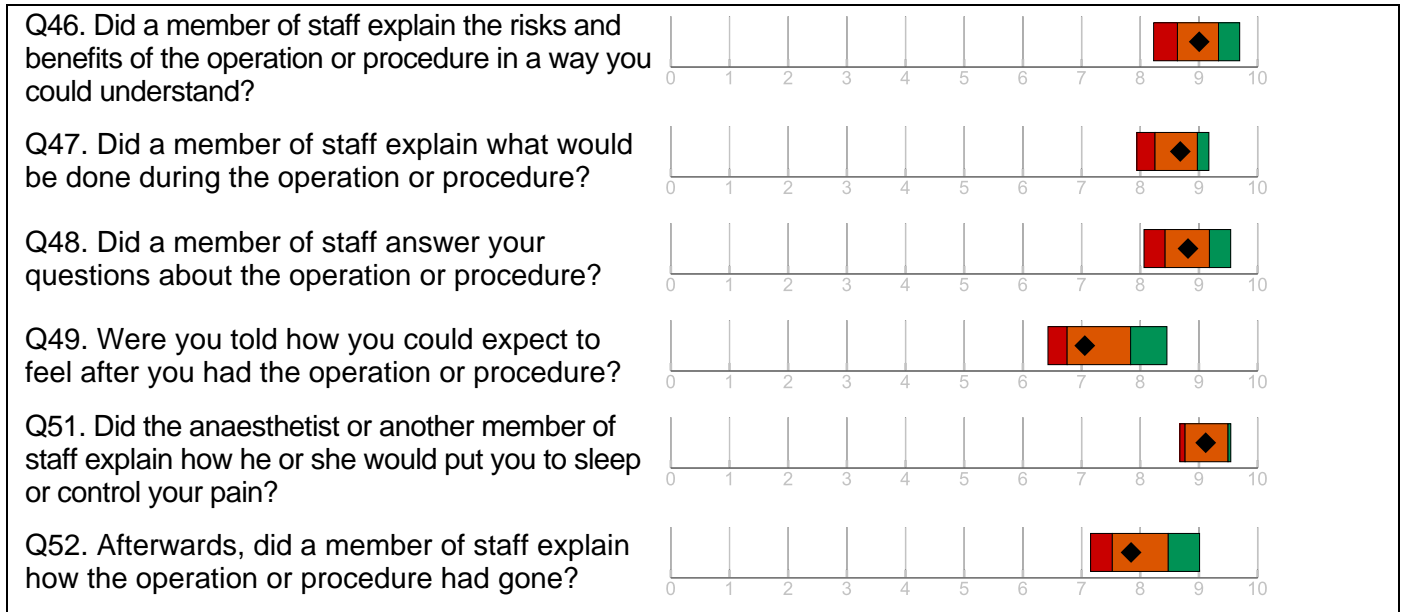 Q46. Did a member of staff explain the risks and
benefits of the operation or procedure in a way you
could understand?
0 1 2 3 4 5 6 7 8 9 10
Q47. Did a member of staff explain what would
be done during the operation or procedure?
0 1 2 3 4 5 6 7 8 9 10
Q48. Did a member of staff answer your
questions about the operation or procedure?
0 1 2 3 4 5 6 7 8 9 10
Q49. Were you told how you could expect to
feel after you had the operation or procedure?
0 1 2 3 4 5 6 7 8 9 10
Q51. Did the anaesthetist or another member of
staff explain how he or she would put you to sleep
or control your pain?
0 1 2 3 4 5 6 7 8 9 10
Q52. Afterwards, did a member of staff explain
how the operation or procedure had gone?
0 1 2 3 4 5 6 7 8 9 10